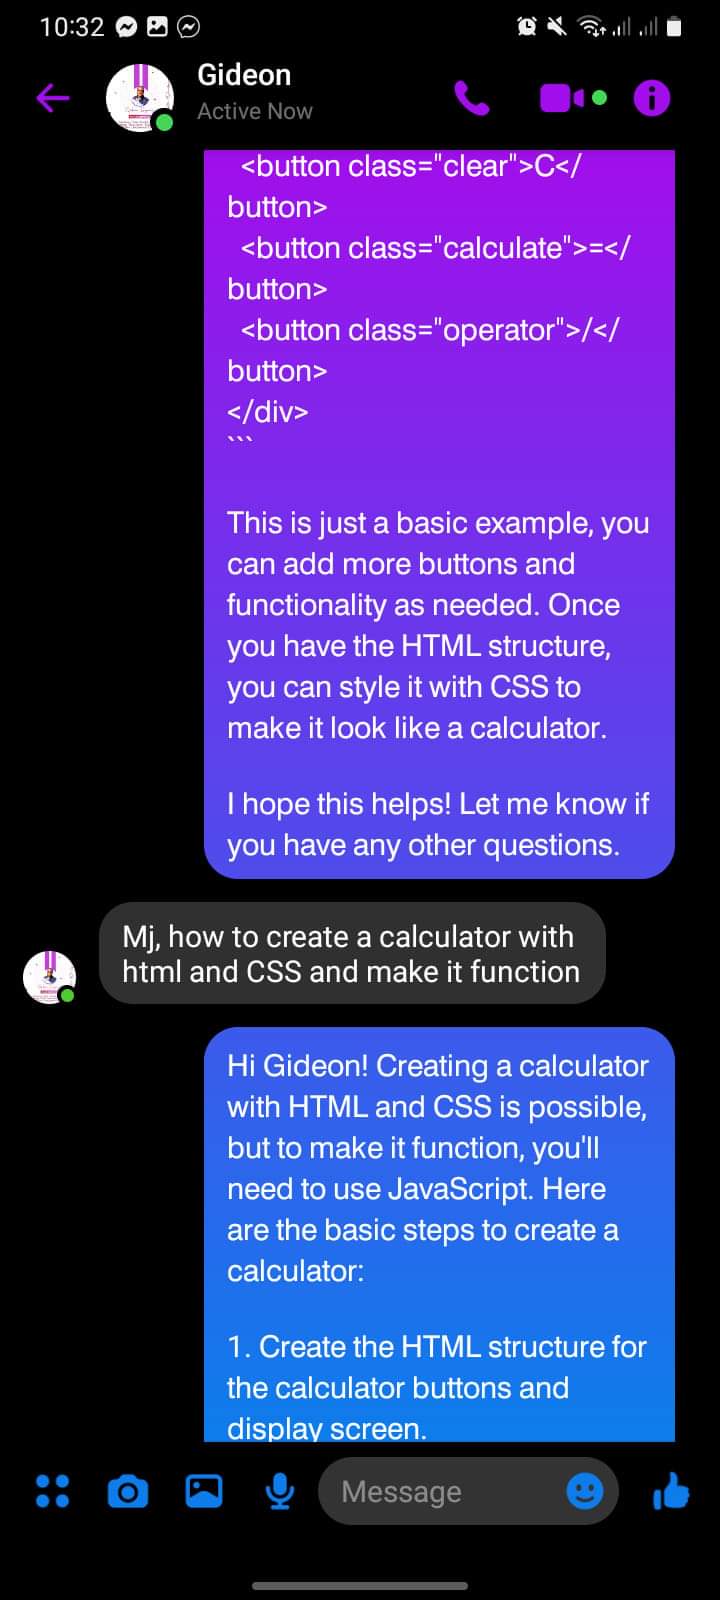 10:32
Gideon
Active Now
<button class="clear">C</
button>
<button class="calculate">=</
button>
<button class="operator">/</
button>
</div>
```
This is just a basic example, you
can add more buttons and
functionality as needed. Once
you have the HTML structure,
you can style it with CSS to
make it look like a calculator.
I hope this helps! Let me know if
you have any other questions.
Mj, how to create a calculator with
html and CSS and make it function
Hi Gideon! Creating a calculator
with HTML and CSS is possible,
but to make it function, you'll
need to use JavaScript. Here
are the basic steps to create a
calculator:
1. Create the HTML structure for
the calculator buttons and
display screen.
Message